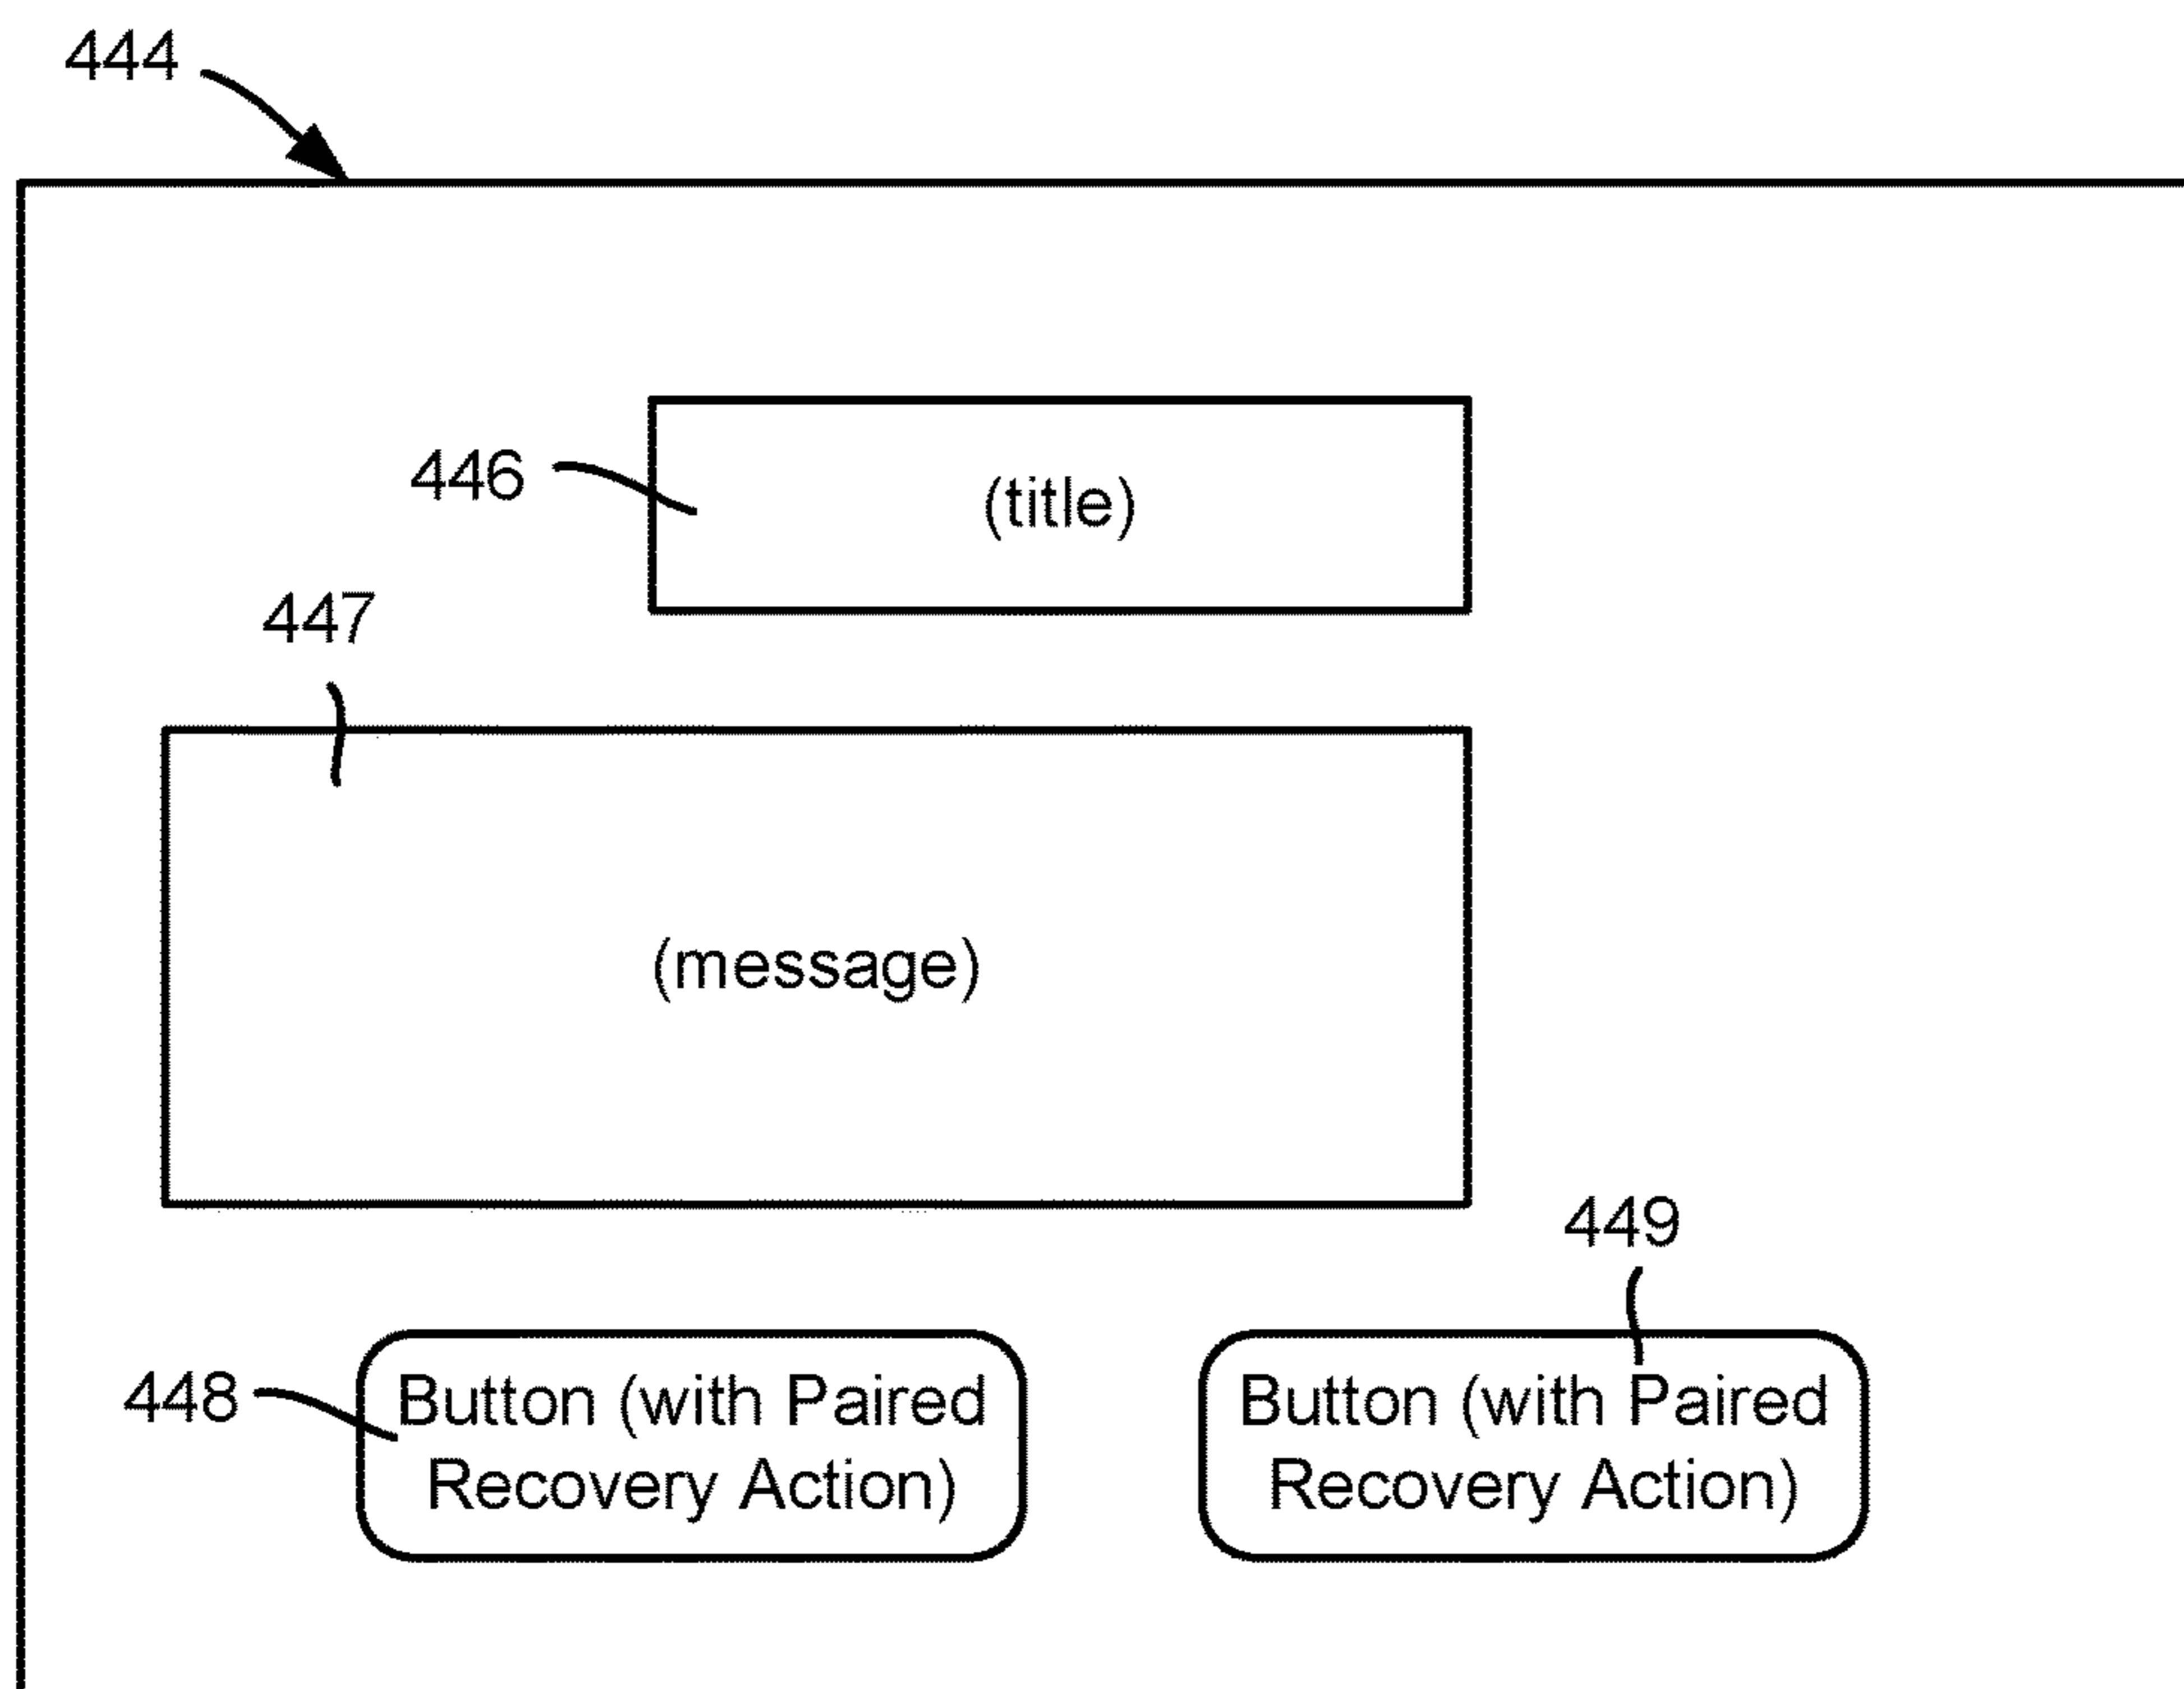 444
446
(title)
447
(message)
449
448
Button (with Paired
Recovery Action)
Button (with Paired
Recovery Action)